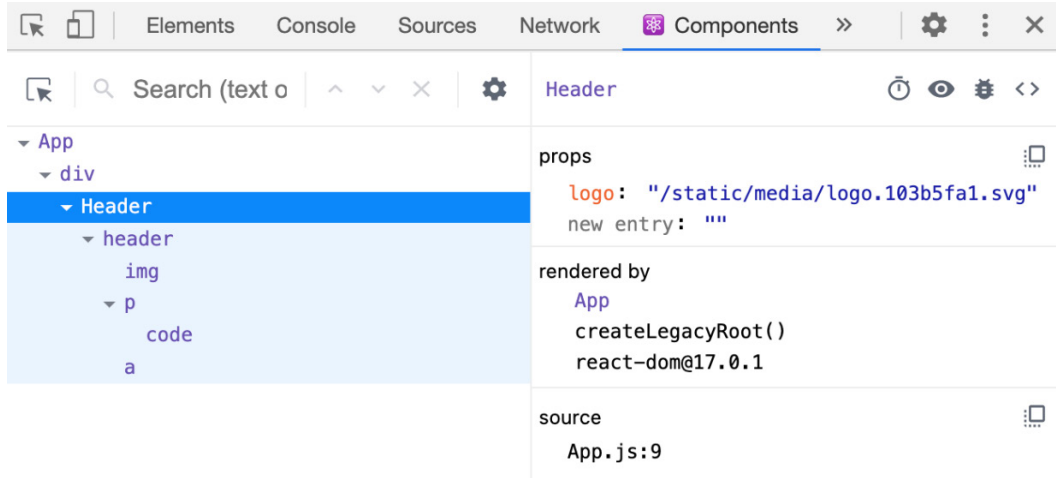 Elements Console Sources Network Components »
Search (text o
Header
App
div
Header
header
img
p
code
a
props
logo: "/static/media/logo.103b5fa1.svg"
new entry: ""
rendered by
App
createLegacyRoot()
react-dom@17.0.1
source
App.js:9